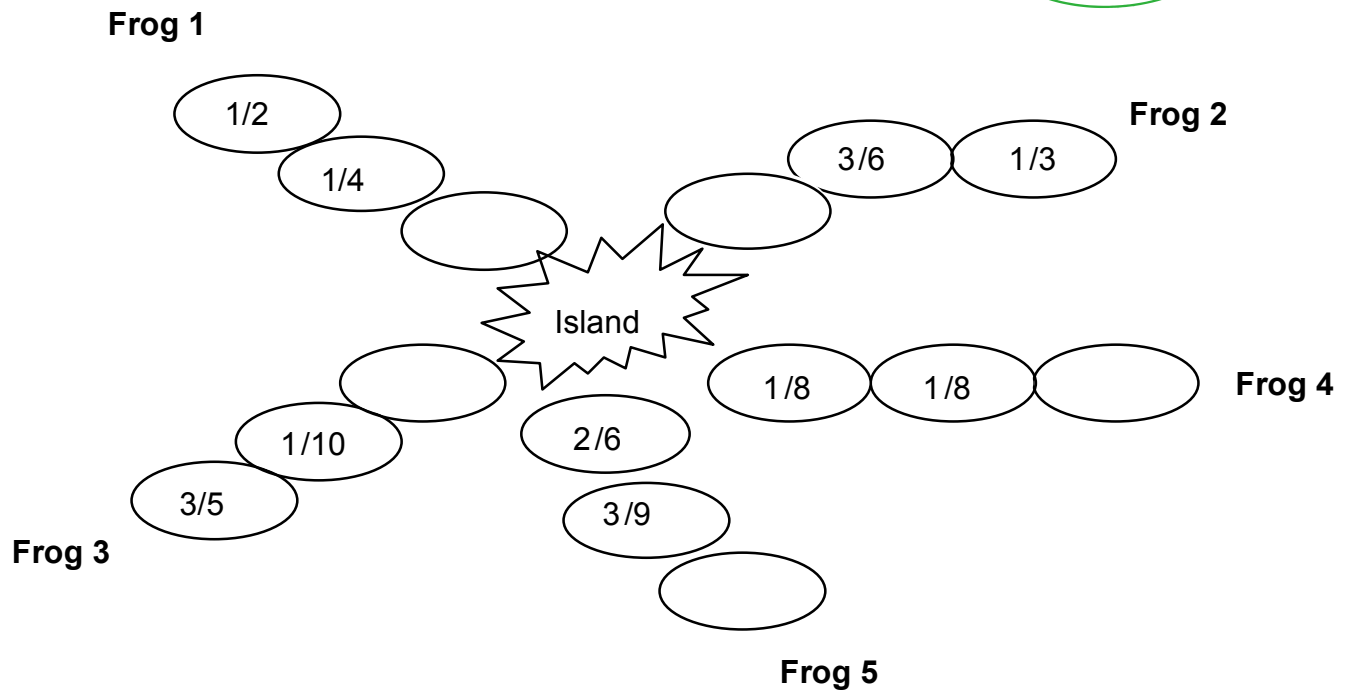 Frog 1
1/2
Frog 2
3/6
1/3
1/4
Island
1/8
1/8
Frog 4
2/6
1/10
3/5
3/9
Frog 3
Frog 5